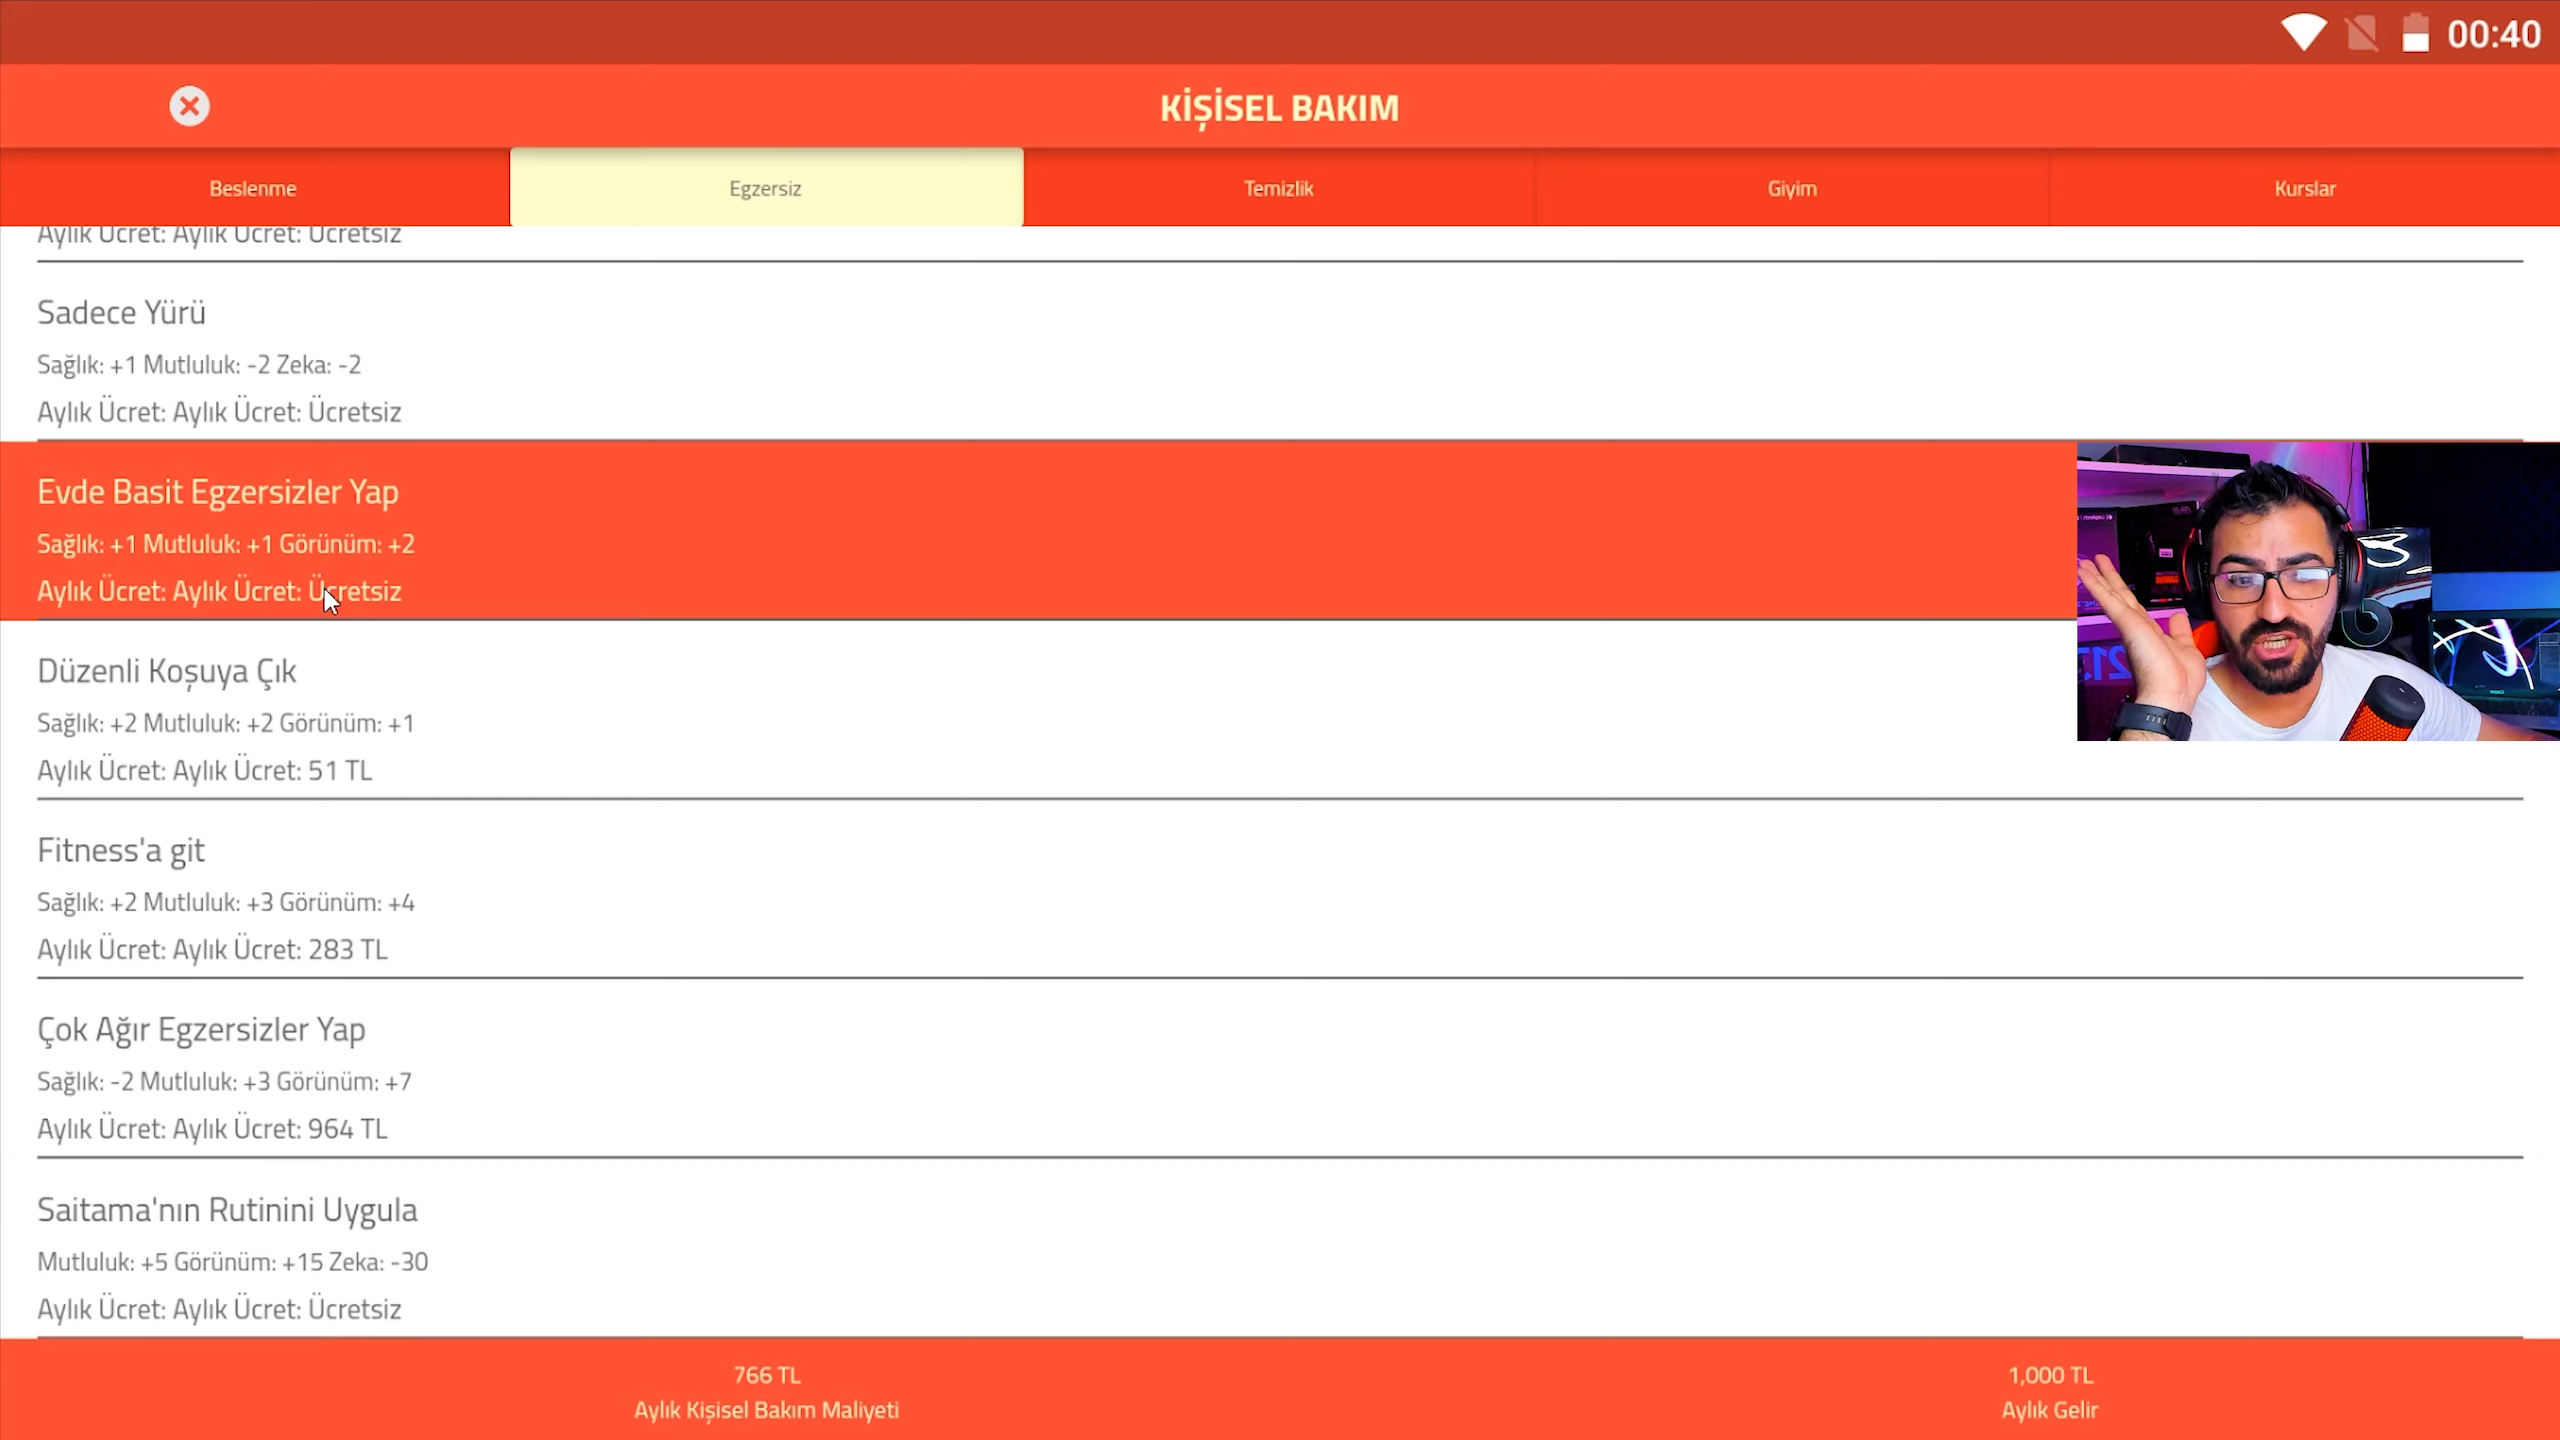 00:40
KİŞİSEL BAKIM
Beslenme
Egzersiz
Temizlik
Giyim
Kurslar
Aylık Ücret: Aylık Ücret: Ücretsiz
Sadece Yürü
Sağlık: +1 Mutluluk: -2 Zeka: -2
Aylık Ücret: Aylık Ücret: Ücretsiz
Evde Basit Egzersizler Yap
Sağlık: +1 Mutluluk: +1 Görünüm: +2
Aylık Ücret: Aylık Ücret: Ücretsiz
Düzenli Koşuya Çık
Sağlık: +2 Mutluluk: +2 Görünüm: +1
Aylık Ücret: Aylık Ücret: 51 TL
Fitness'a git
Sağlık: +2 Mutluluk: +3 Görünüm: +4
Aylık Ücret: Aylık Ücret: 283 TL
Çok Ağır Egzersizler Yap
Sağlık: -2 Mutluluk: +3 Görünüm: +7
Aylık Ücret: Aylık Ücret: 964 TL
Saitama'nın Rutinini Uygula
Mutluluk: +5 Görünüm: +15 Zeka: -30
Aylık Ücret: Aylık Ücret: Ücretsiz
766 TL
Aylık Kişisel Bakım Maliyeti
1,000 TL
Aylık Gelir